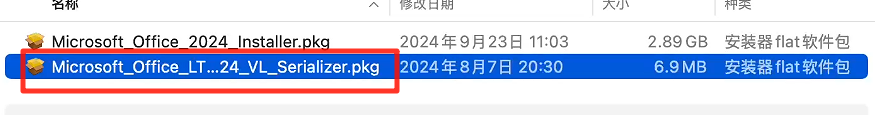 名称 修改日期 大小 种类
Microsoft_Office_2024_Installer.pkg 2024年9月23日 11:03 2.89 GB 安装器flat软件包
Microsoft_Office_LT...24_VL_Serializer.pkg 2024年8月7日 20:30 6.9 MB 安装器flat软件包